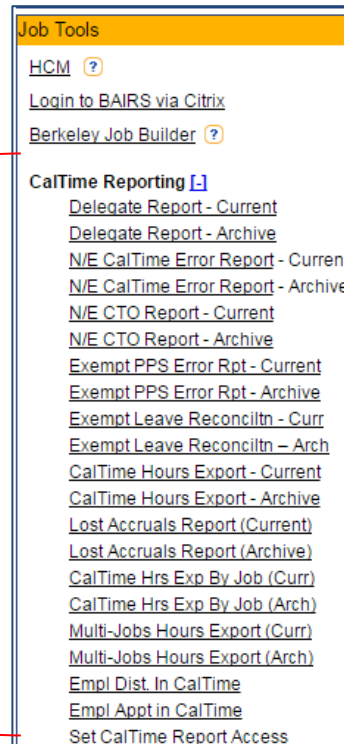 Job Tools
HCM ?
Login to BAIRS via Citrix
Berkeley Job Builder ?
CalTime Reporting [-]
Delegate Report - Current
Delegate Report - Archive
N/E CalTime Error Report - Curren
N/E CalTime Error Report - Archive
N/E CTO Report - Current
N/E CTO Report - Archive
Exempt PPS Error Rpt - Current
Exempt PPS Error Rpt - Archive
Exempt Leave Reconciltn - Curr
Exempt Leave Reconciltn – Arch
CalTime Hours Export - Current
CalTime Hours Export - Archive
Lost Accruals Report (Current)
Lost Accruals Report (Archive)
CalTime Hrs Exp By Job (Curr)
CalTime Hrs Exp By Job (Arch)
Multi-Jobs Hours Export (Curr)
Multi-Jobs Hours Export (Arch)
Empl Dist. In CalTime
Empl Appt in CalTime
Set CalTime Report Access